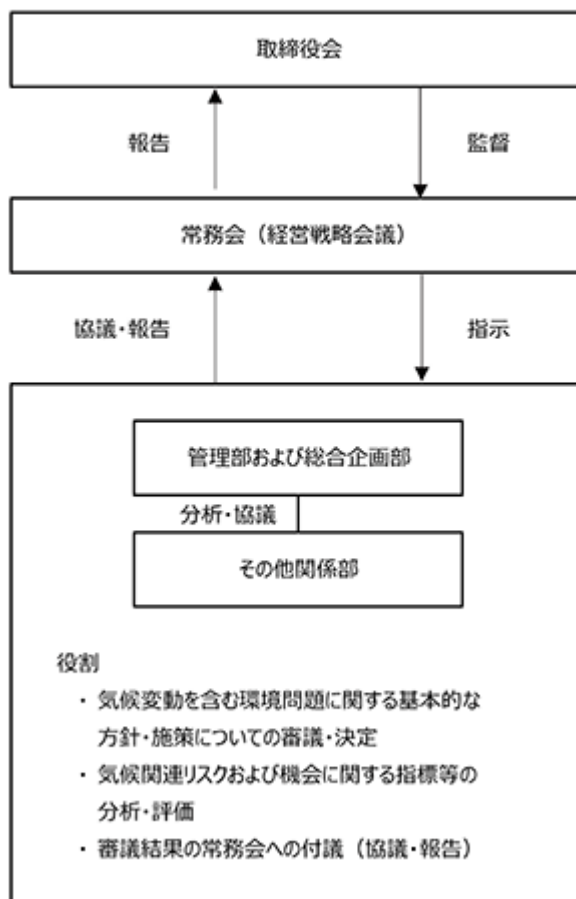 取締役会
報告
監督
常務会（経営戦略会議）
協議・報告
指示
管理部および総合企画部
分析・協議
その他関係部
役割
・ 気候変動を含む環境問題に関する基本的な
方針・施策についての審議・決定
・ 気候関連リスクおよび機会に関する指標等の
分析・評価
・ 審議結果の常務会への付議（協議・報告）